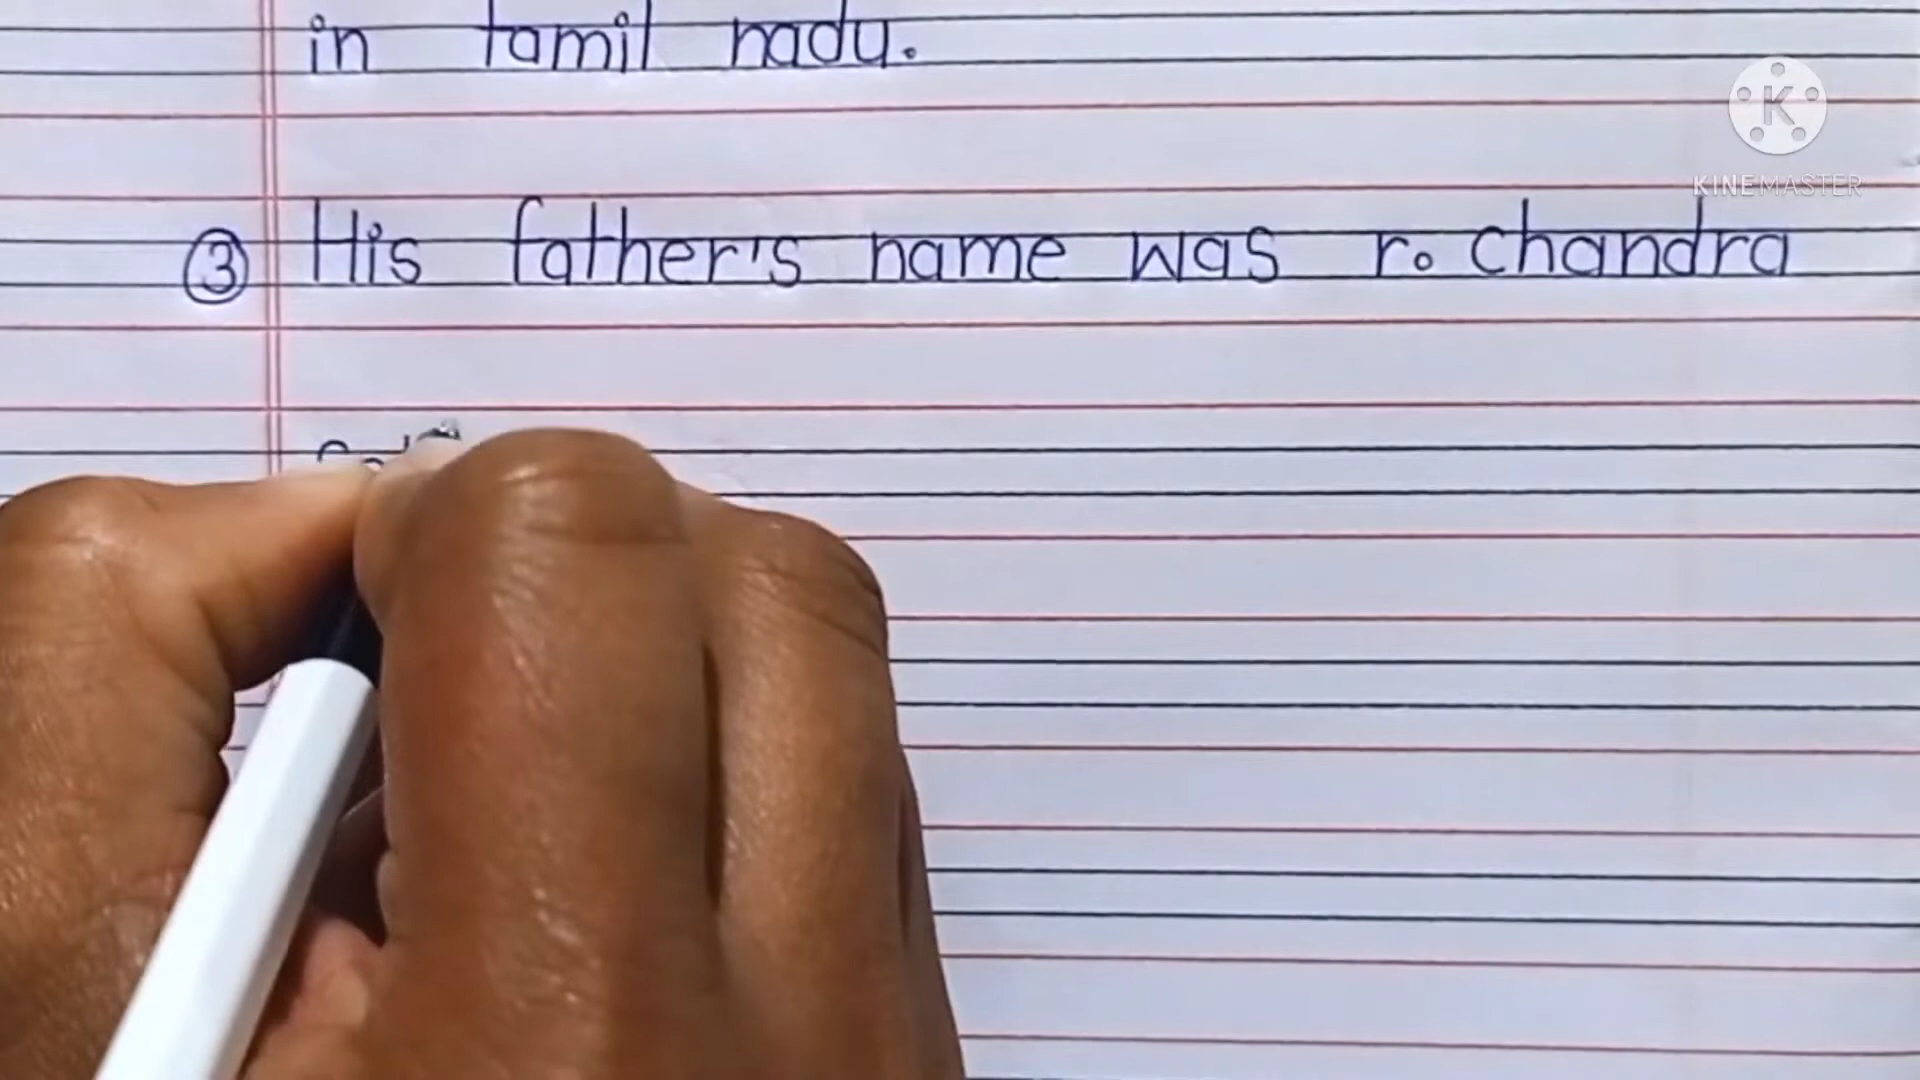 in tamil nadu.
K
KINEMASTER
③ His father's name was r. Chandra